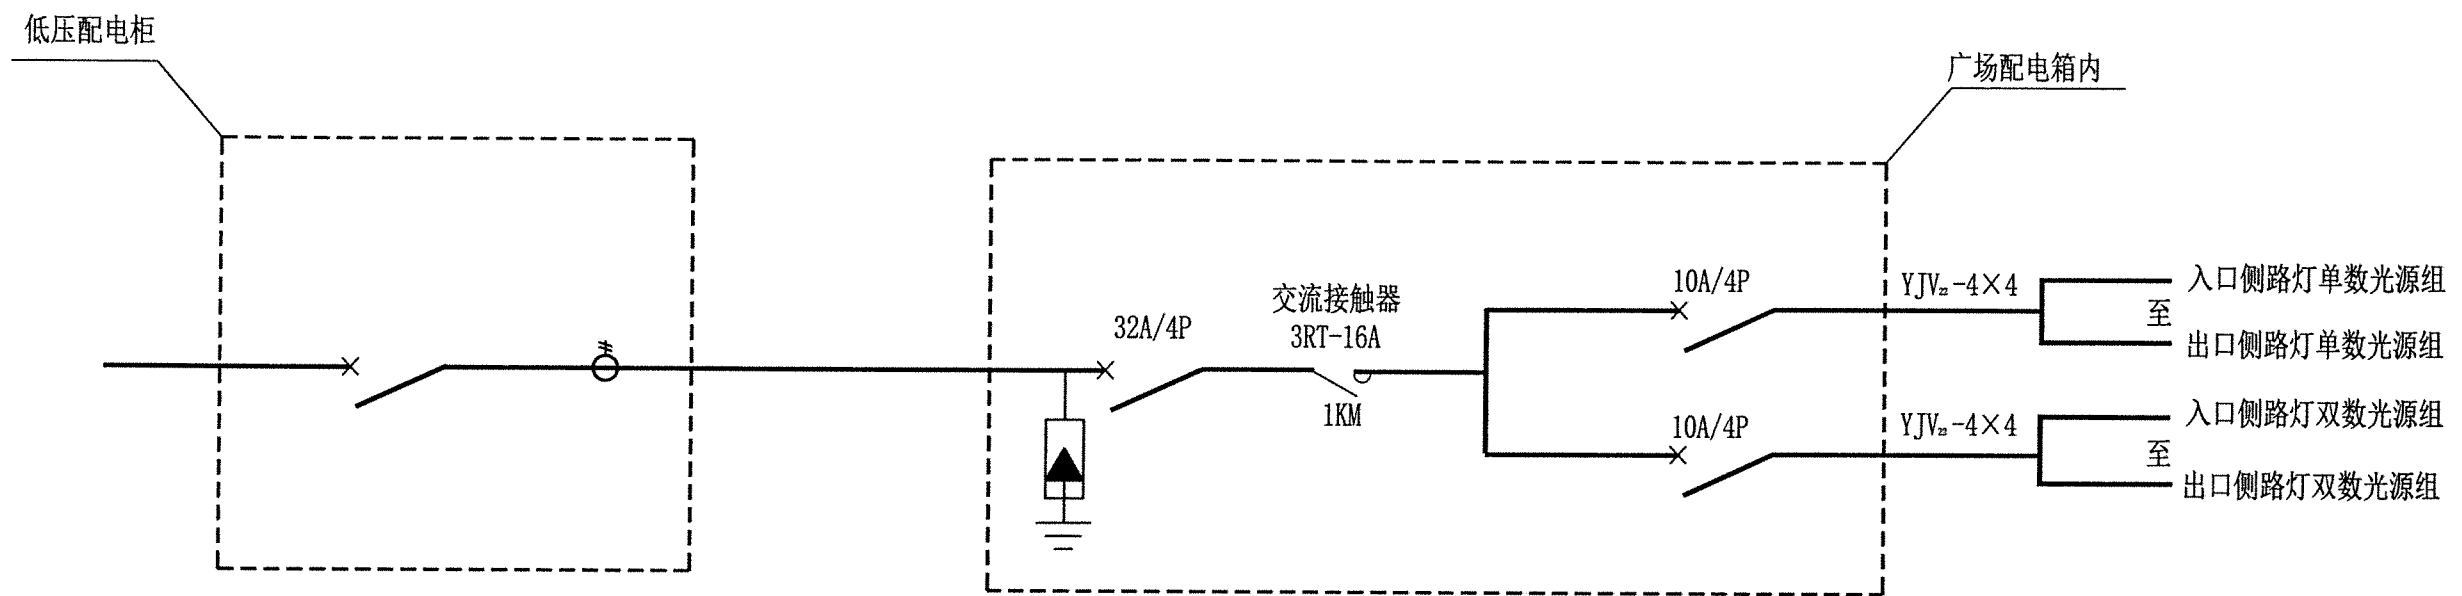 低压配电柜
广场配电箱内
32A/4P
交流接触器
3RT-16A
1KM
10A/4P
YJV₂₂-4×4
入口侧路灯单数光源组
至
出口侧路灯单数光源组
10A/4P
YJV₂₂-4×4
入口侧路灯双数光源组
至
出口侧路灯双数光源组